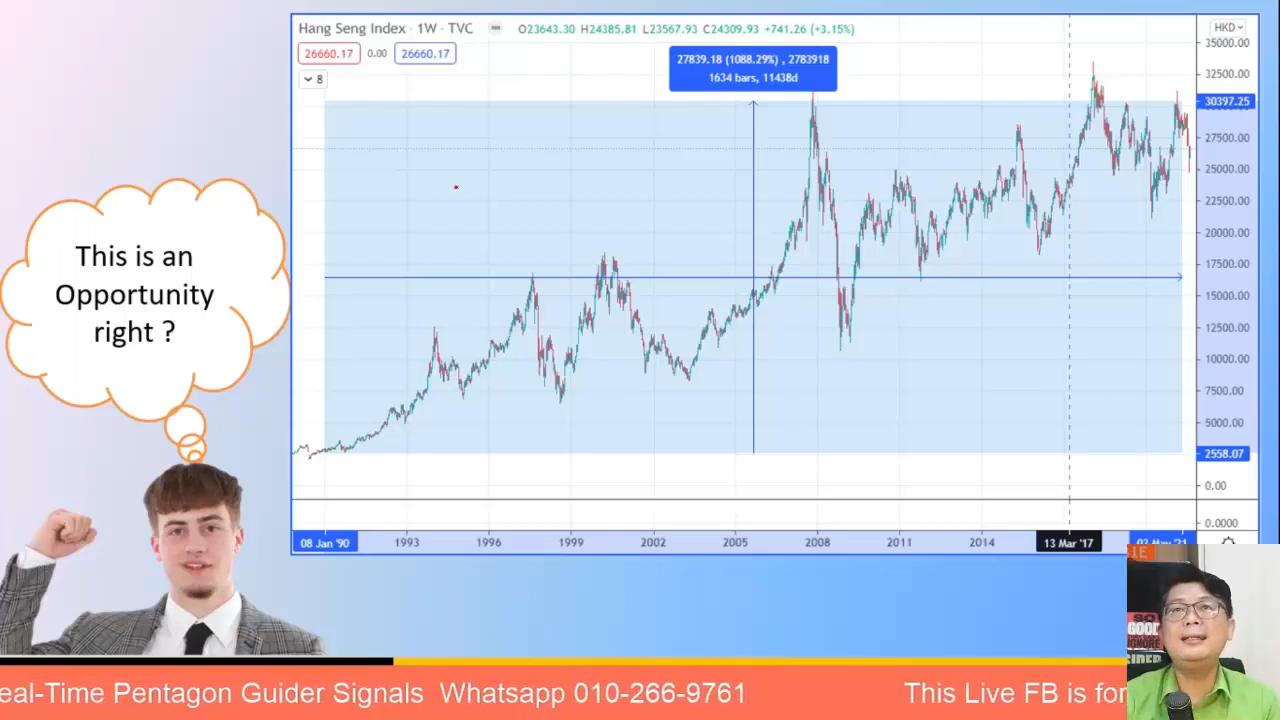 Hang Seng Index · 1W · TVC
O23643.30 H24385.81 L23567.93 C24309.93 +741.26 (+3.15%)
HKD
26660.17 0.00 26660.17
8
27839.18 (1088.29%) , 2783918
1634 bars, 11438d
35000.00
32500.00
30397.25
27500.00
25000.00
22500.00
20000.00
17500.00
15000.00
12500.00
10000.00
7500.00
5000.00
2558.07
0.00
0.0000
08 Jan '90 1993 1996 1999 2002 2005 2008 2011 2014 13 Mar '17
This is an
Opportunity
right ?
SO
GOOD
IGNORE
eal-Time Pentagon Guider Signals Whatsapp 010-266-9761 This Live FB is for